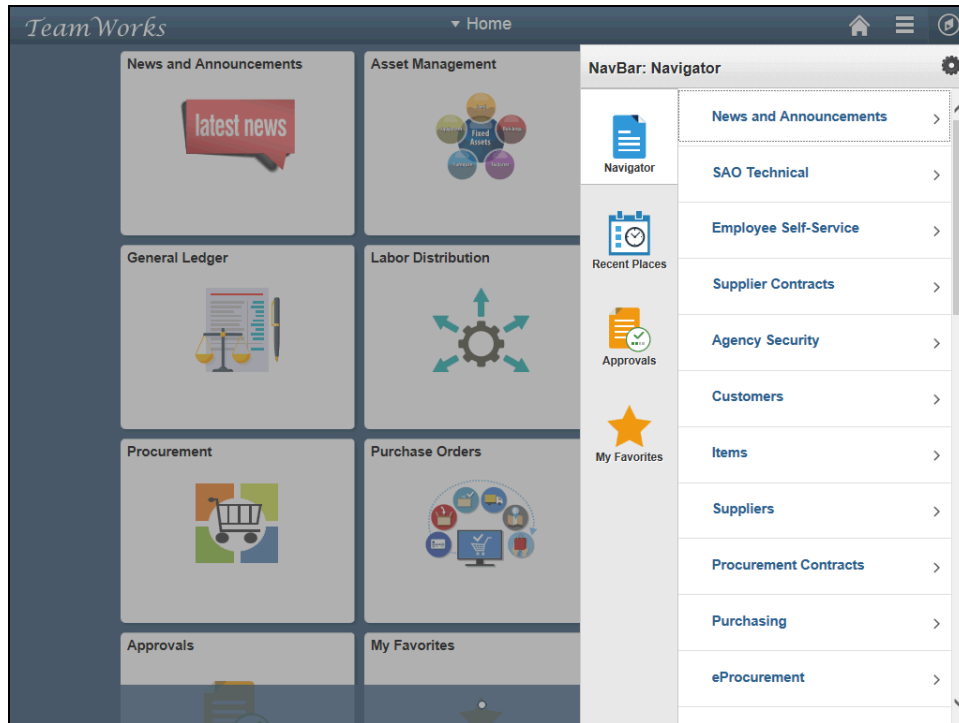 TeamWorks
Home
News and Announcements
latest news
Asset Management
Fixed
Assets
General Ledger
Labor Distribution
Procurement
Purchase Orders
Approvals
My Favorites
NavBar: Navigator
Navigator
Recent Places
Approvals
My Favorites
News and Announcements
SAO Technical
Employee Self-Service
Supplier Contracts
Agency Security
Customers
Items
Suppliers
Procurement Contracts
Purchasing
eProcurement